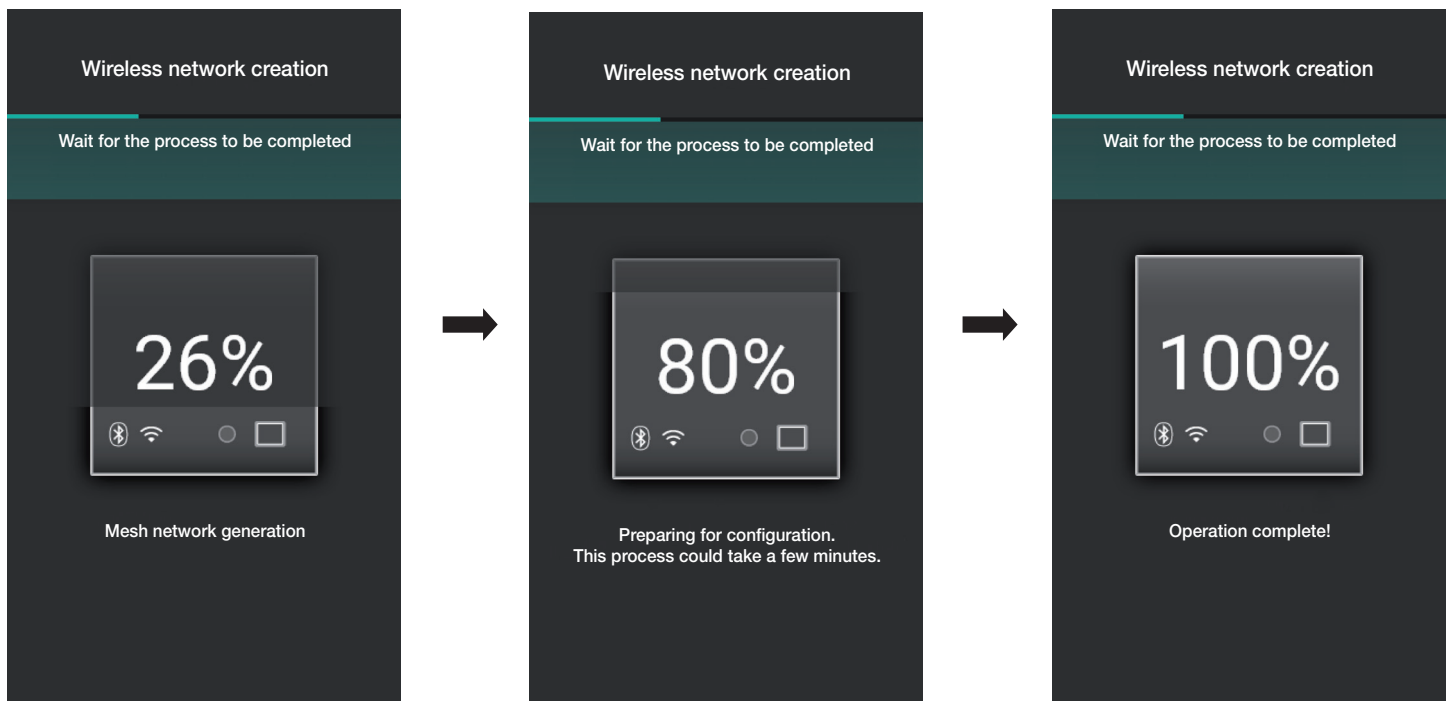 Wireless network creation
Wait for the process to be completed
26%
Mesh network generation
Wireless network creation
Wait for the process to be completed
80%
Preparing for configuration.
This process could take a few minutes.
Wireless network creation
Wait for the process to be completed
100%
Operation complete!